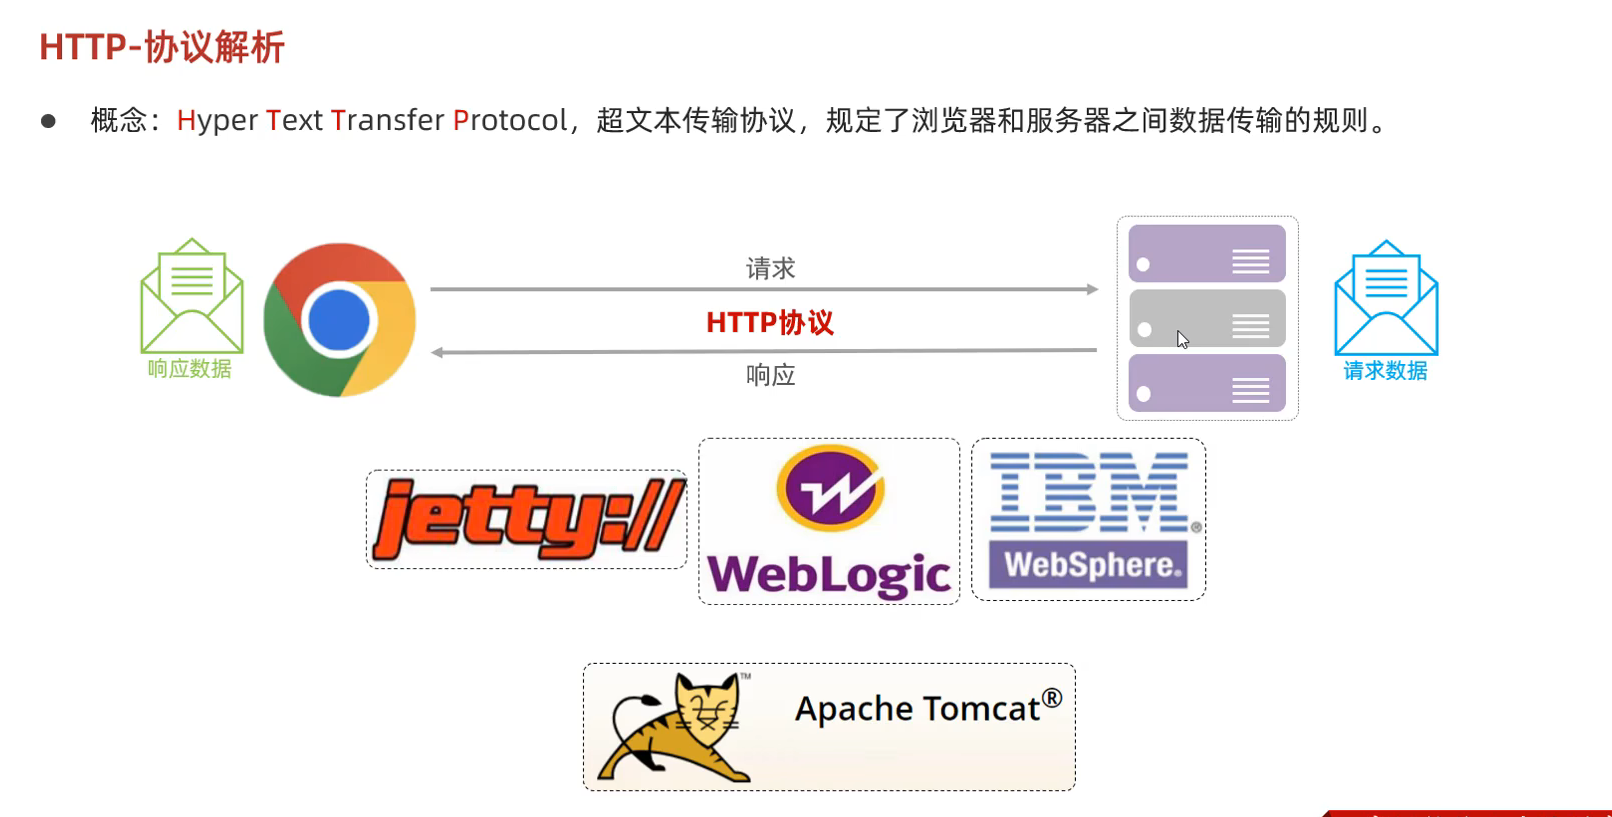 HTTP-协议解析
● 概念：Hyper Text Transfer Protocol，超文本传输协议，规定了浏览器和服务器之间数据传输的规则。
请求
HTTP协议
响应
响应数据
请求数据
jetty://
WebLogic
IBM®
WebSphere®
TM
Apache Tomcat®